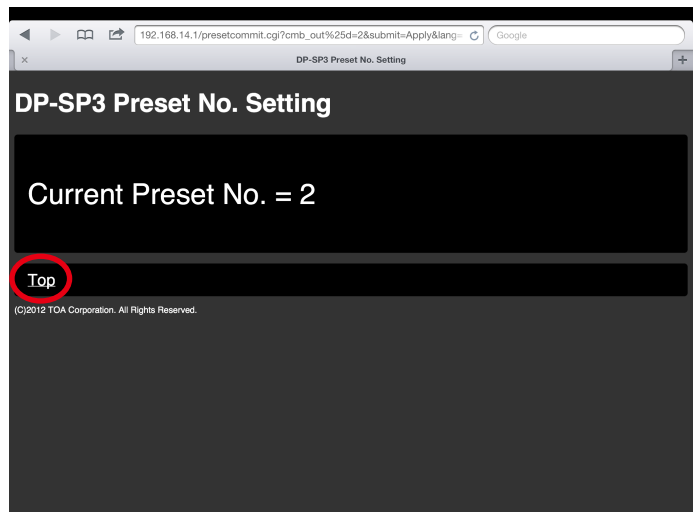 192.168.14.1/presetcommit.cgi?cmb_out%25d=2&submit=Apply&lang=
Google
DP-SP3 Preset No. Setting
DP-SP3 Preset No. Setting
Current Preset No. = 2
Top
(C)2012 TOA Corporation. All Rights Reserved.